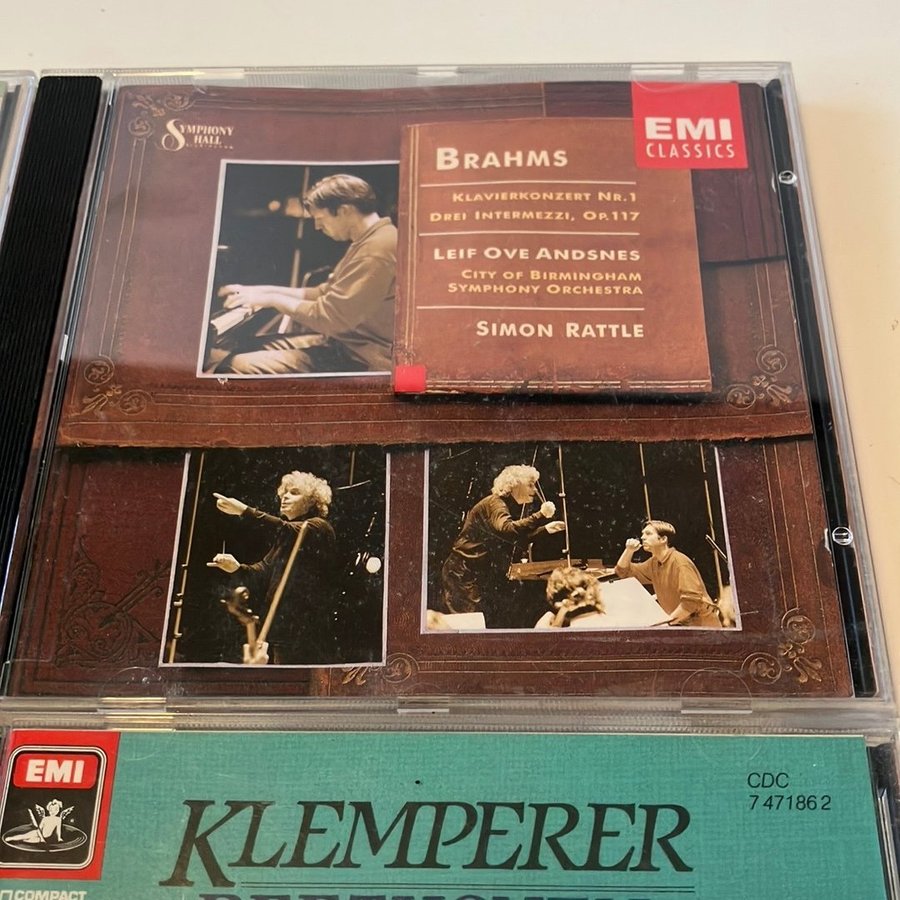 SYMPHONY
HALL
EMI
CLASSICS
BRAHMS
KLAVIERKONZERT NR.1
DREI INTERMEZZI, OP.117
LEIF OVE ANDSNES
CITY OF BIRMINGHAM
SYMPHONY ORCHESTRA
SIMON RATTLE
EMI
COMPACT
KLEMPERER
CDC
7 47186 2
BEETHOVEN